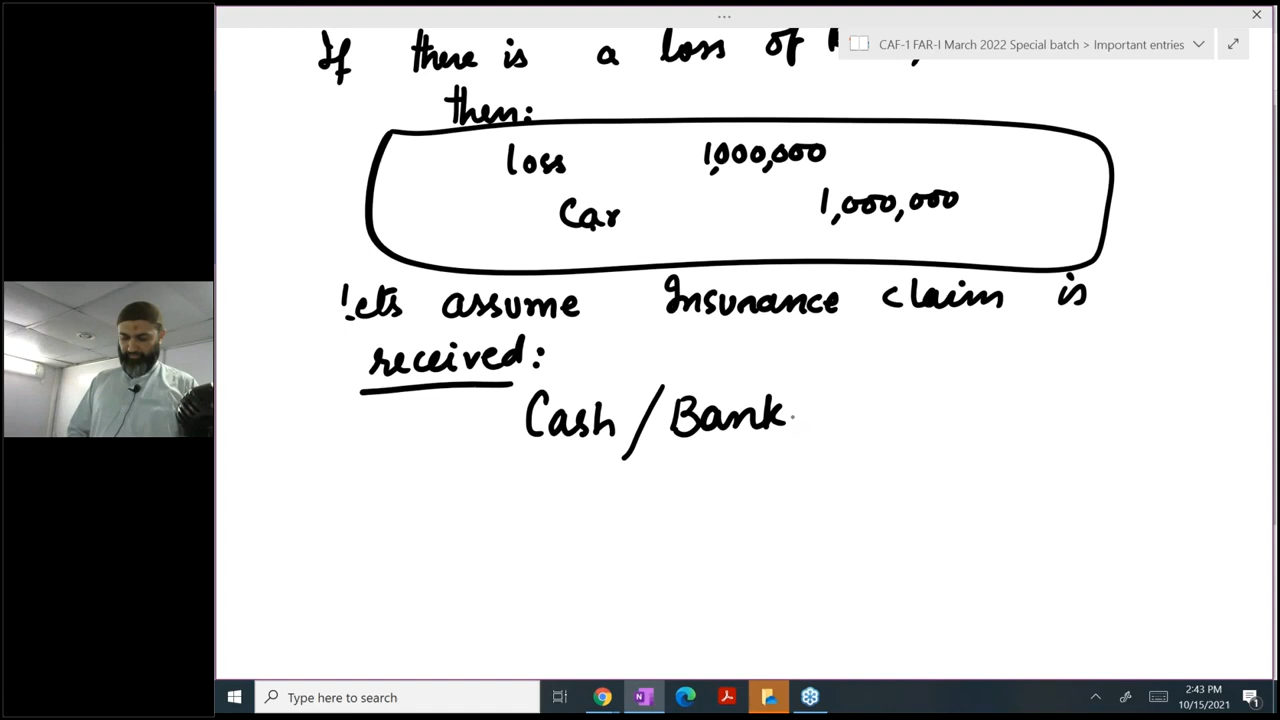 If there is a loss of
CAF-1 FAR-I March 2022 Special batch > Important entries
then:
loss 1,000,000
Car 1,000,000
lets assume Insurance claim is
received:
Cash / Bank
Type here to search
2:43 PM
10/15/2021
1